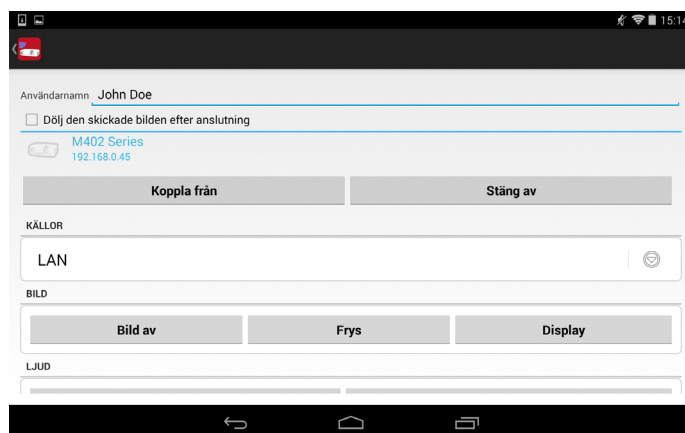 15:14
Användarnamn John Doe
Dölj den skickade bilden efter anslutning
M402 Series
192.168.0.45
Koppla från Stäng av
KÄLLOR
LAN
BILD
Bild av Frys Display
LJUD